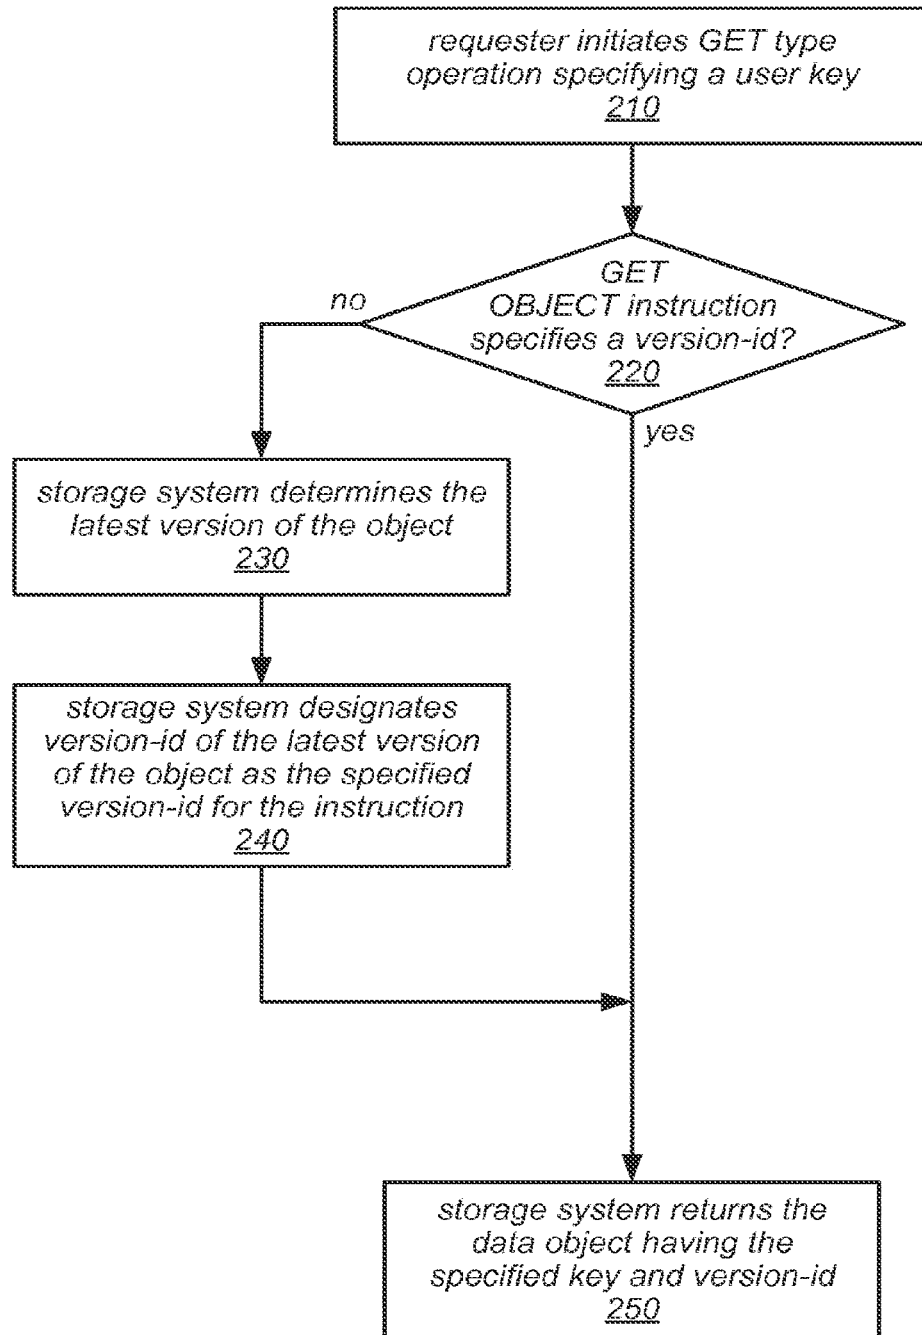 requester initiates GET type
operation specifying a user key
210
GET
OBJECT instruction
specifies a version-id?
220
no
yes
storage system determines the
latest version of the object
230
storage system designates
version-id of the latest version
of the object as the specified
version-id for the instruction
240
storage system returns the
data object having the
specified key and version-id
250